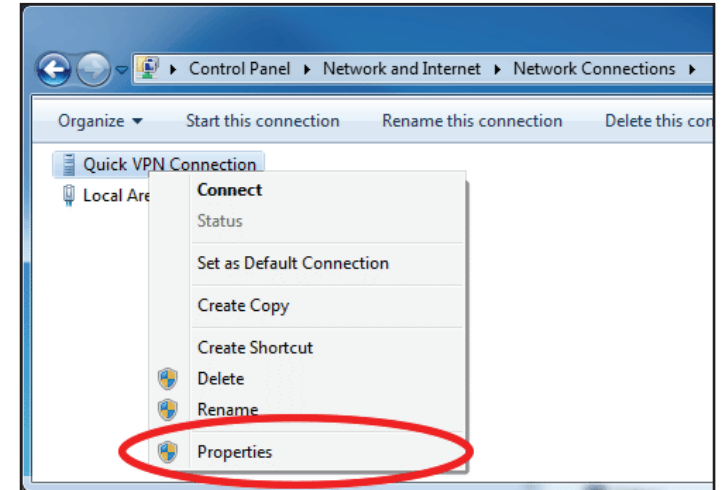 Control Panel Network and Internet Network Connections
Organize Start this connection Rename this connection Delete this con
Quick VPN Connection
Local Are
Connect
Status
Set as Default Connection
Create Copy
Create Shortcut
Delete
Rename
Properties